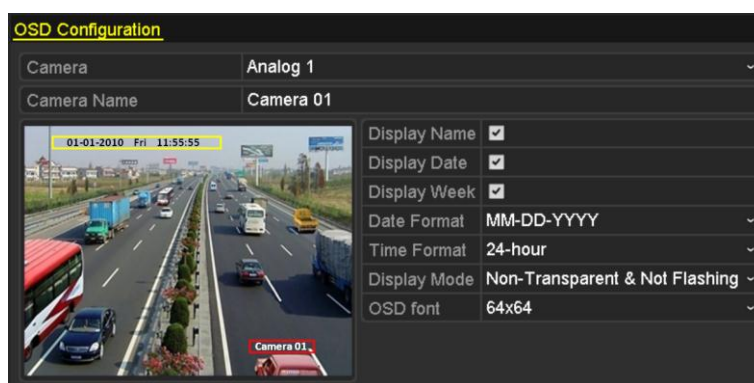 OSD Configuration
Camera Analog 1
Camera Name Camera 01
01-01-2010 Fri 11:55:55
Display Name
Display Date
Display Week
Date Format MM-DD-YYYY
Time Format 24-hour
Display Mode Non-Transparent & Not Flashing
OSD font 64x64
Camera 01